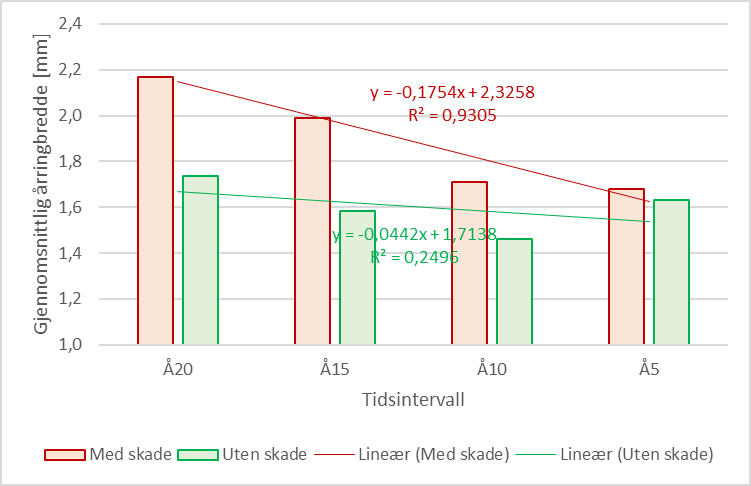 2,4
2,2
2,0
1,8
1,6
1,4
1,2
1,0
Gjennomsnittlig årringbredde [mm]
y = -0,1754x + 2,3258
R² = 0,9305
y = -0,0442x + 1,7138
R² = 0,2496
Å20 Å15 Å10 Å5
Tidsintervall
Med skade Uten skade Lineær (Med skade) Lineær (Uten skade)